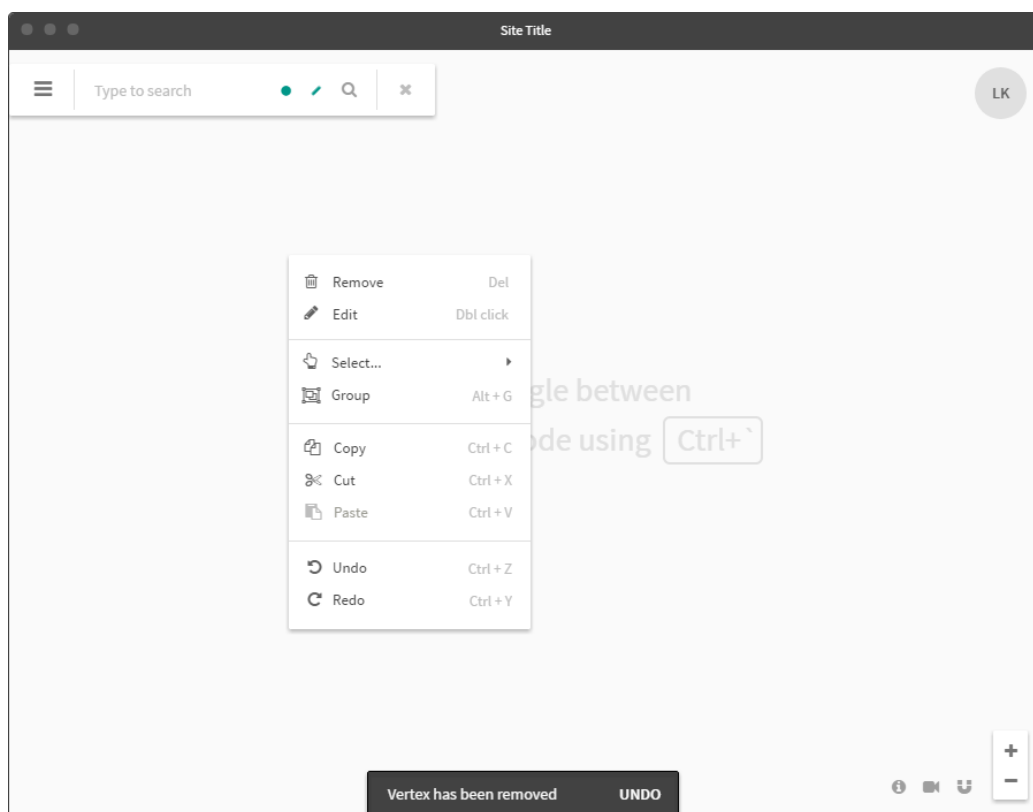 Site Title
Type to search
LK
Remove Del
Edit Dbl click
Select...
Group Alt + G
gle between
ode using Ctrl+`
Copy Ctrl + C
Cut Ctrl + X
Paste Ctrl + V
Undo Ctrl + Z
Redo Ctrl + Y
Vertex has been removed UNDO